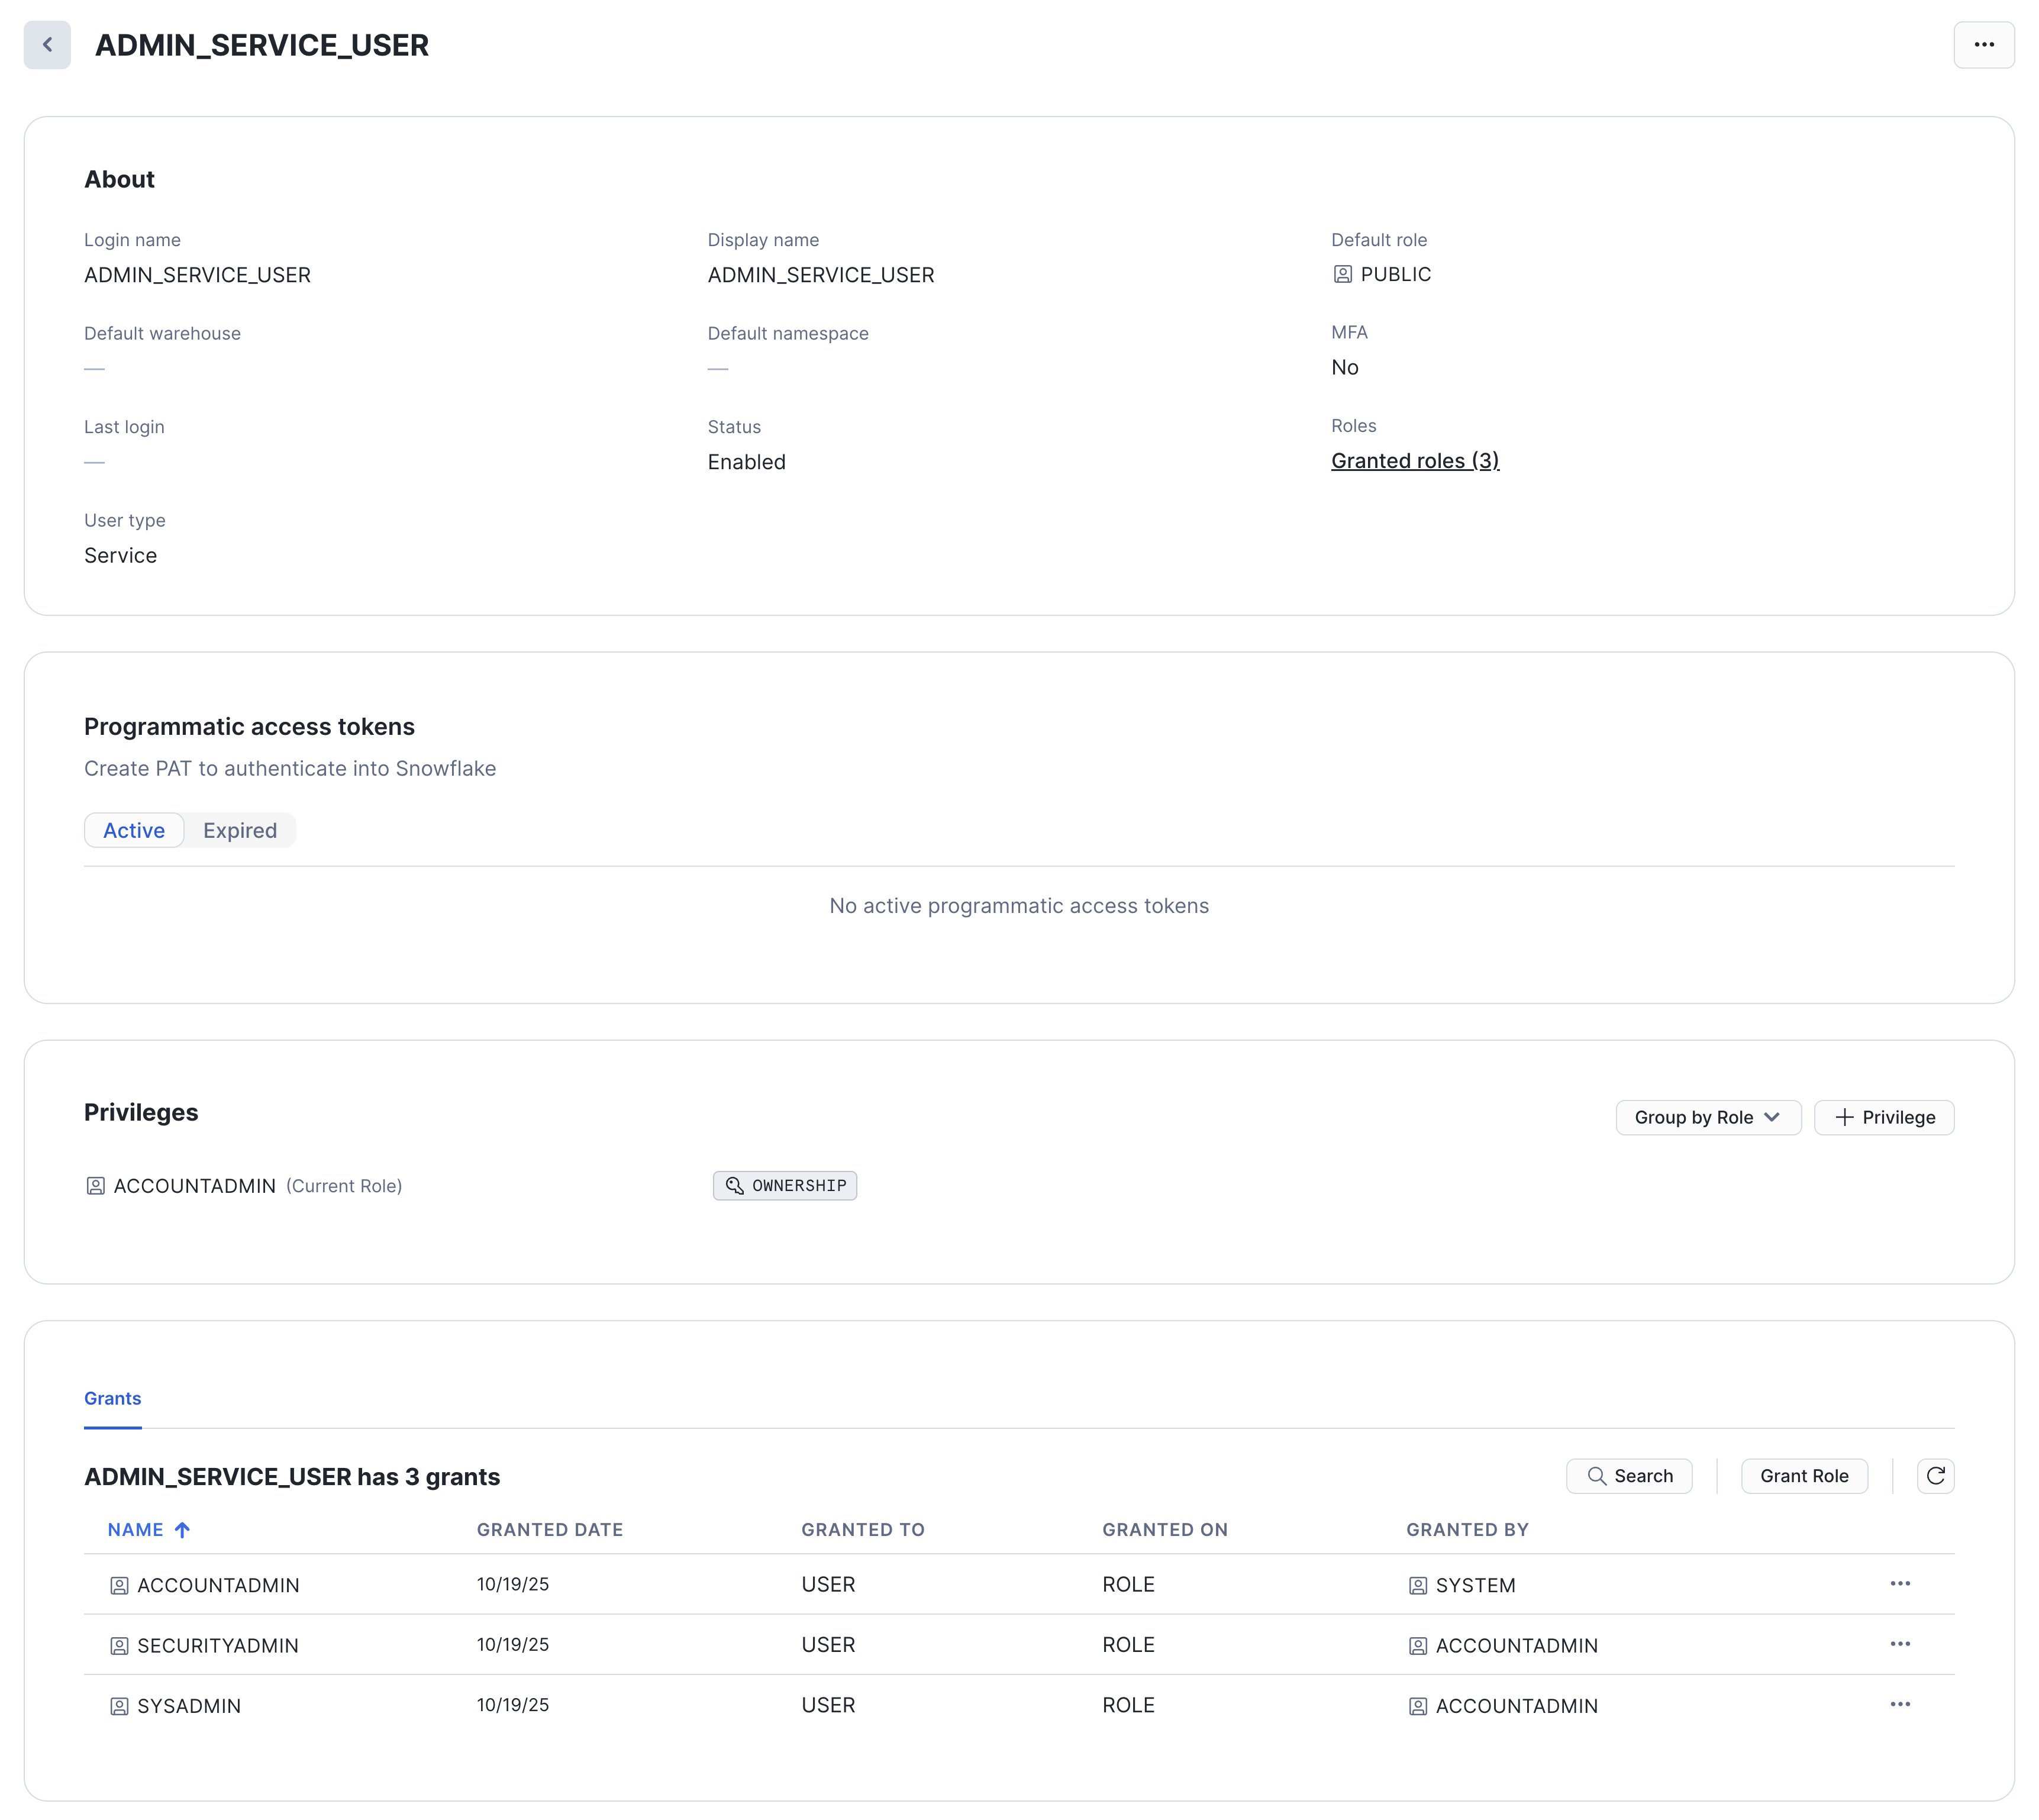 ADMIN_SERVICE_USER
About
Login name Display name Default role
ADMIN_SERVICE_USER ADMIN_SERVICE_USER PUBLIC
Default warehouse Default namespace MFA
— — No
Last login Status Roles
— Enabled Granted roles (3)
User type
Service
Programmatic access tokens
Create PAT to authenticate into Snowflake
Active Expired
No active programmatic access tokens
Privileges Group by Role Privilege
ACCOUNTADMIN (Current Role) OWNERSHIP
Grants
ADMIN_SERVICE_USER has 3 grants Search Grant Role
NAME GRANTED DATE GRANTED TO GRANTED ON GRANTED BY
ACCOUNTADMIN 10/19/25 USER ROLE SYSTEM
SECURITYADMIN 10/19/25 USER ROLE ACCOUNTADMIN
SYSADMIN 10/19/25 USER ROLE ACCOUNTADMIN